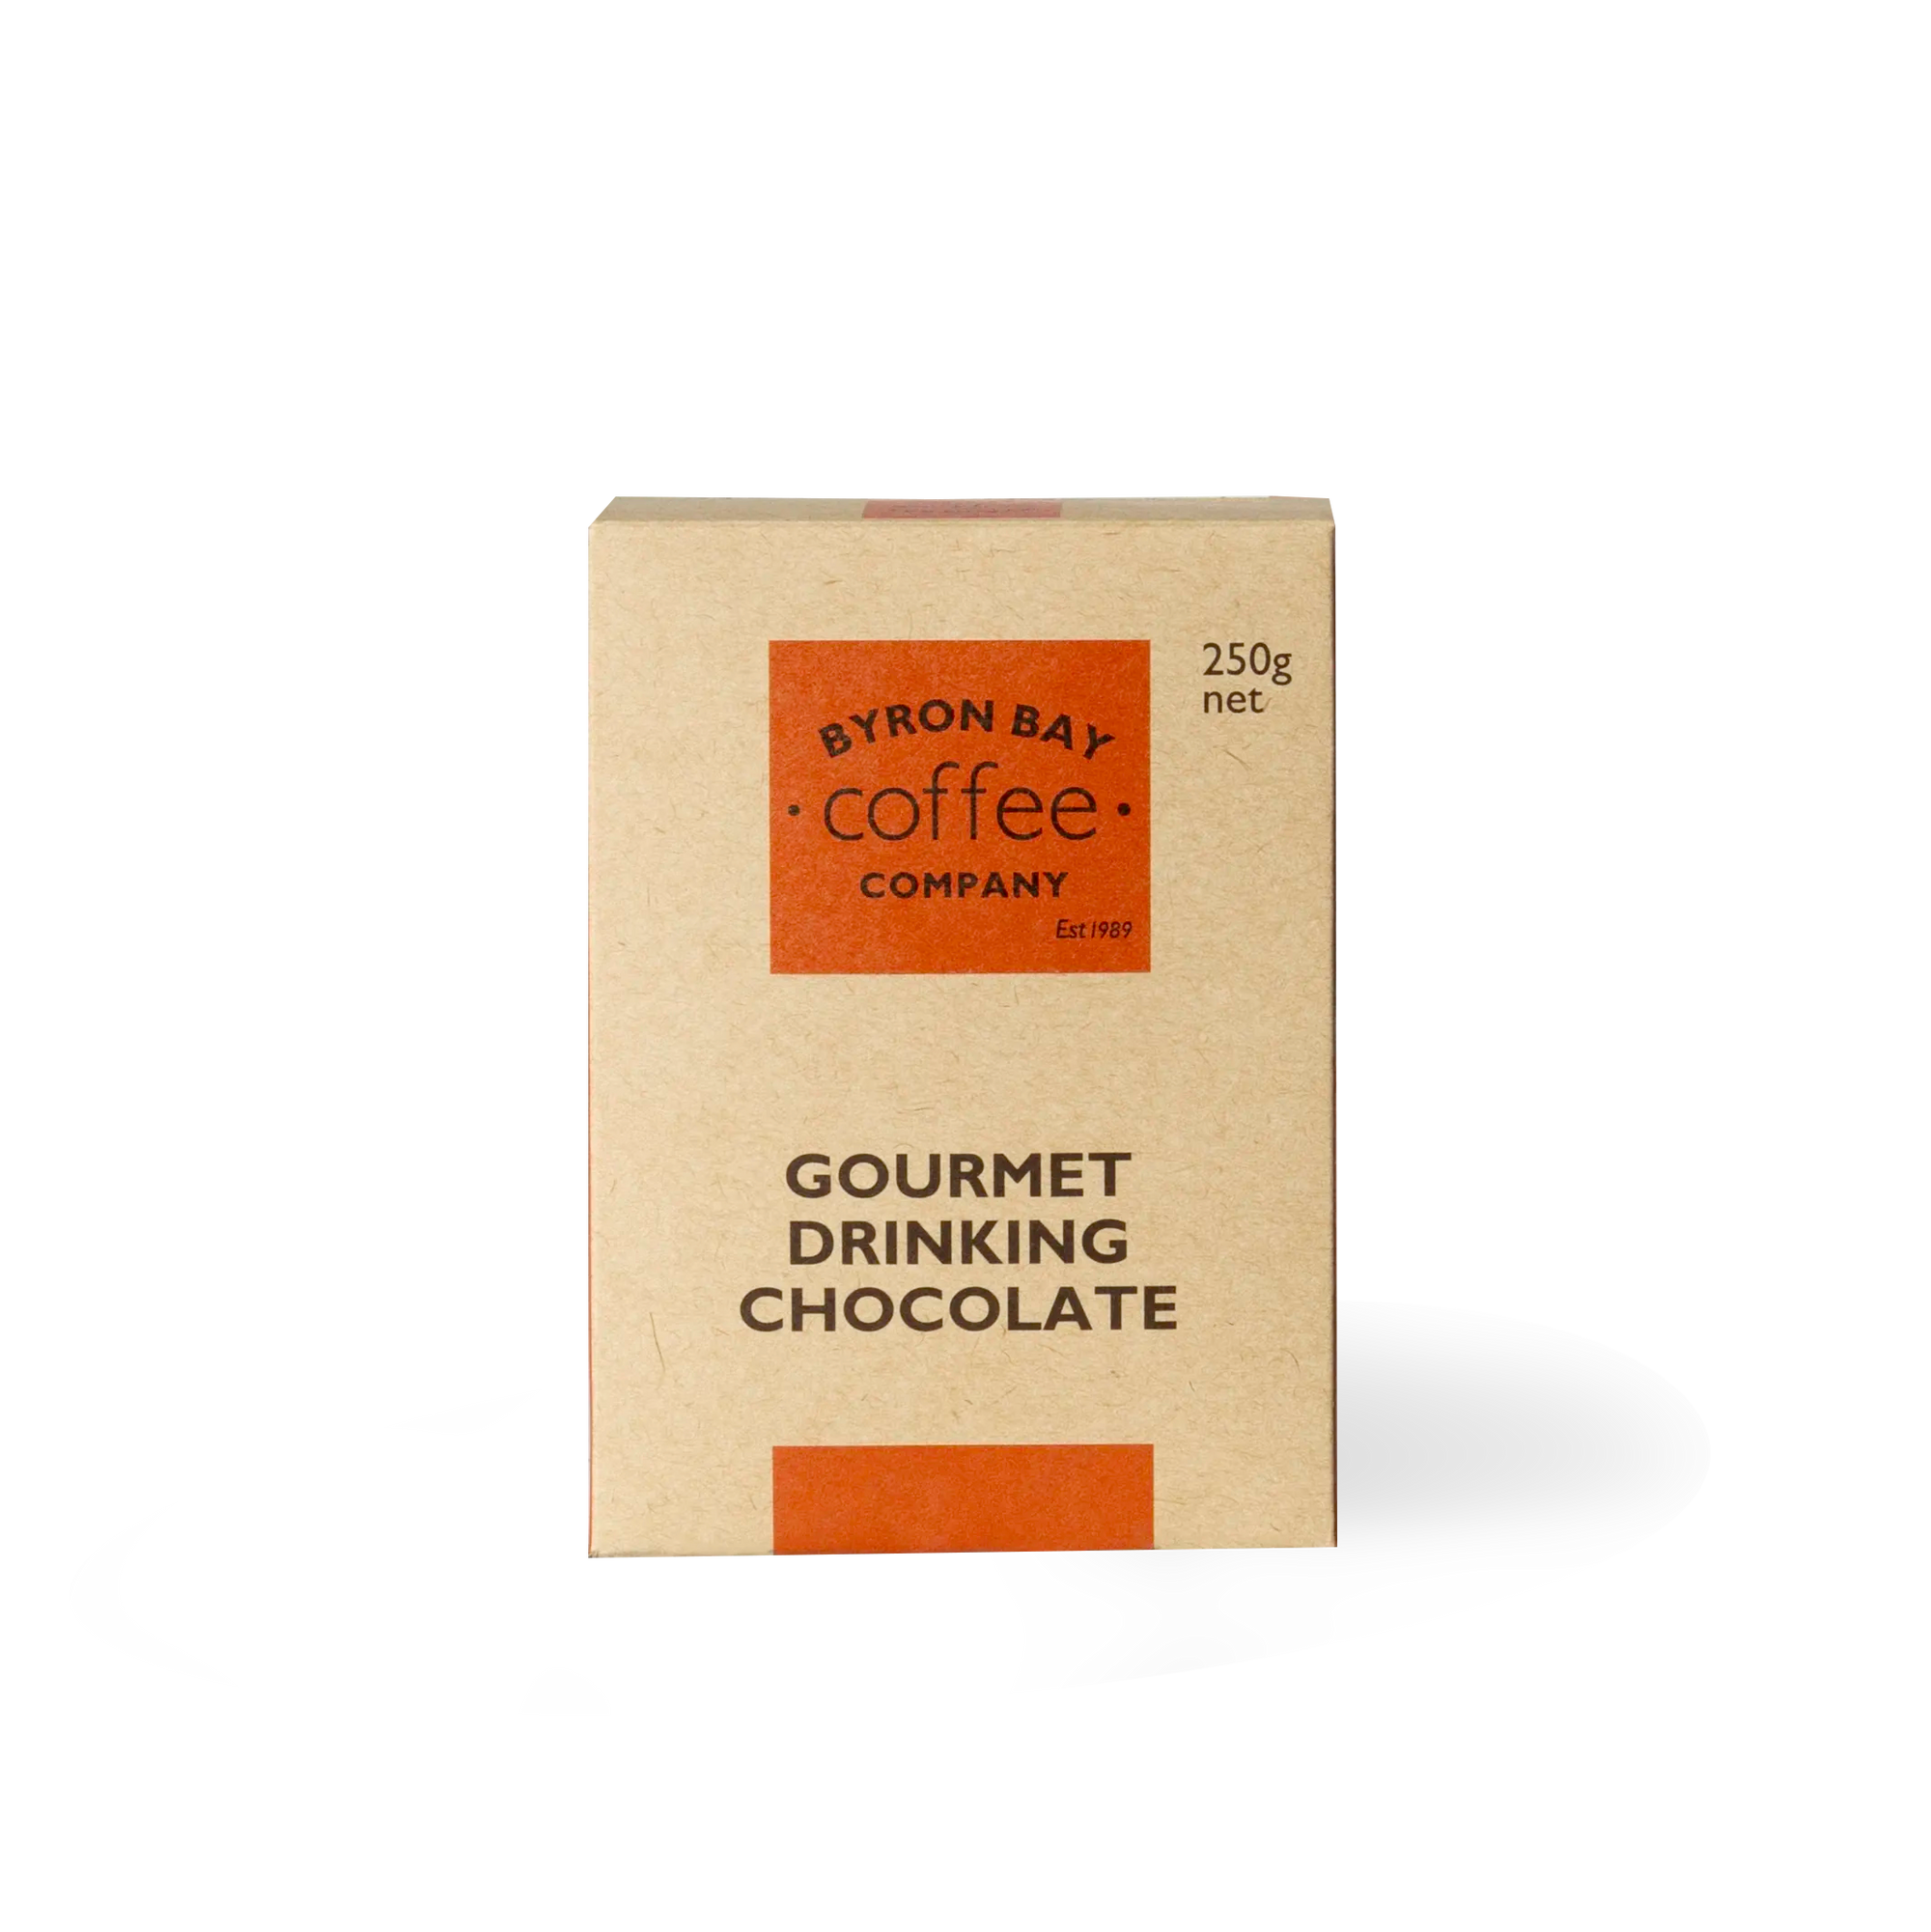 250g
net
BYRON BAY
• coffee •
COMPANY
Est 1989
GOURMET
DRINKING
CHOCOLATE